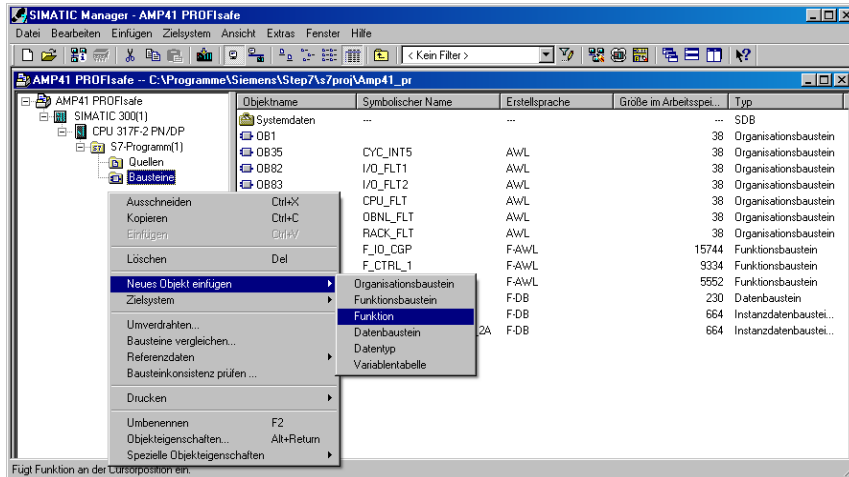 SIMATIC Manager - AMP41 PROFIsafe
Datei Bearbeiten Einfügen Zielsystem Ansicht Extras Fenster Hilfe
< Kein Filter >
AMP41 PROFIsafe -- C:\Programme\Siemens\Step7\s7proj\Amp41_pr
AMP41 PROFIsafe
SIMATIC 300(1)
CPU 317F-2 PN/DP
S7-Programm(1)
Quellen
Bausteine
Objektname Symbolischer Name Erstellsprache Größe im Arbeitsspei... Typ
Systemdaten --- --- --- SDB
OB1 38 Organisationsbaustein
OB35 CYC_INT5 AWL 38 Organisationsbaustein
OB82 I/O_FLT1 AWL 38 Organisationsbaustein
OB83 I/O_FLT2 AWL 38 Organisationsbaustein
CPU_FLT AWL 38 Organisationsbaustein
OBNL_FLT AWL 38 Organisationsbaustein
RACK_FLT AWL 38 Organisationsbaustein
F_IO_CGP F-AWL 15744 Funktionsbaustein
F_CTRL_1 F-AWL 9334 Funktionsbaustein
F-AWL 5552 Funktionsbaustein
F-DB 230 Datenbaustein
F-DB 664 Instanzdatenbaustei...
_2A F-DB 664 Instanzdatenbaustei...
Ausschneiden Ctrl+X
Kopieren Ctrl+C
Einfügen Ctrl+V
Löschen Del
Neues Objekt einfügen
Zielsystem
Umverdrahten...
Bausteine vergleichen...
Referenzdaten
Bausteinkonsistenz prüfen ...
Drucken
Umbenennen F2
Objekteigenschaften... Alt+Return
Spezielle Objekteigenschaften
Organisationsbaustein
Funktionsbaustein
Funktion
Datenbaustein
Datentyp
Variablentabelle
Fügt Funktion an der Cursorposition ein.